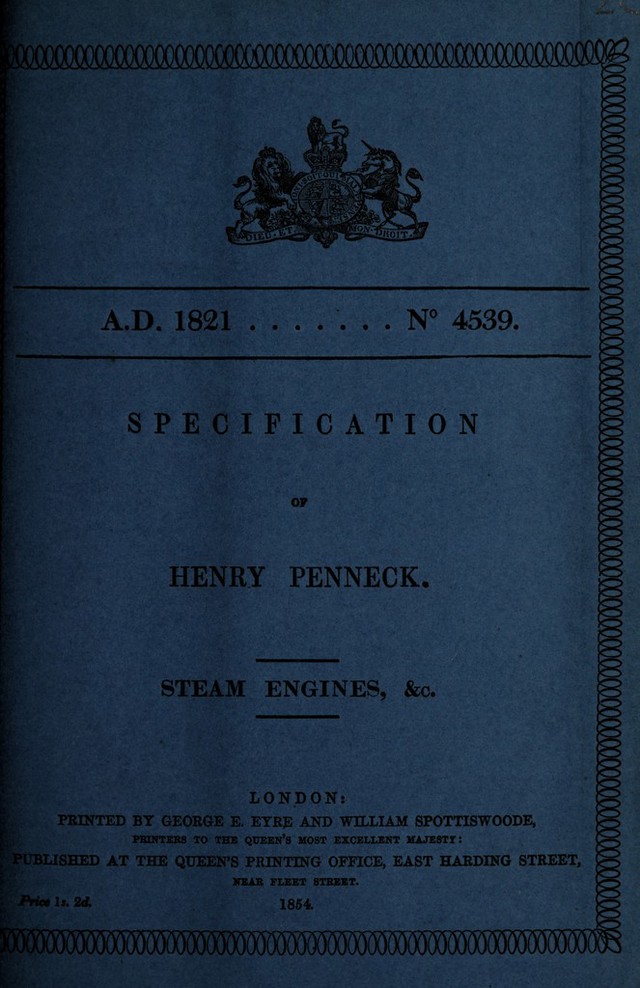 DIEU · ET · MON · DROIT ·
A.D. 1821 . . . . . . . . N° 4539.
SPECIFICATION
OF
HENRY PENNECK.
STEAM ENGINES, &c.
LONDON:
PRINTED BY GEORGE E. EYRE AND WILLIAM SPOTTISWOODE,
PRINTERS TO THE QUEEN'S MOST EXCELLENT MAJESTY:
PUBLISHED AT THE QUEEN'S PRINTING OFFICE, EAST HARDING STREET,
NEAR FLEET STREET.
Price 1s. 2d.
1854.